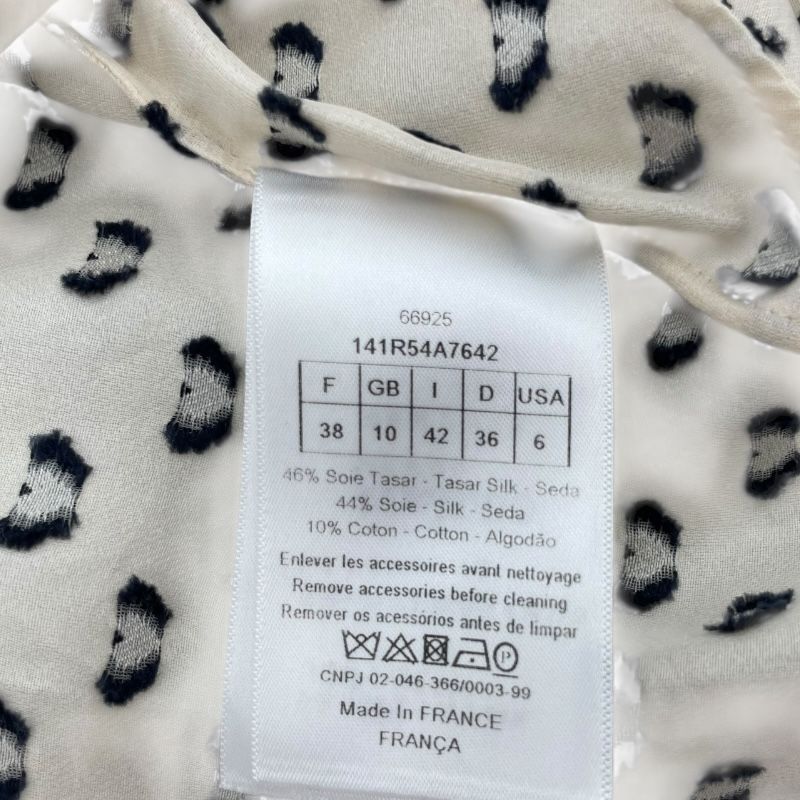 66925
141R54A7642
F GB I D USA
38 10 42 36 6
46% Soie Tasar - Tasar Silk - Seda
44% Soie - Silk - Seda
10% Coton - Cotton - Algodão
Enlever les accessoires avant nettoyage
Remove accessories before cleaning
Remover os acessórios antes de limpar
P
CNPJ 02-046-366/0003-99
Made In FRANCE
FRANÇA